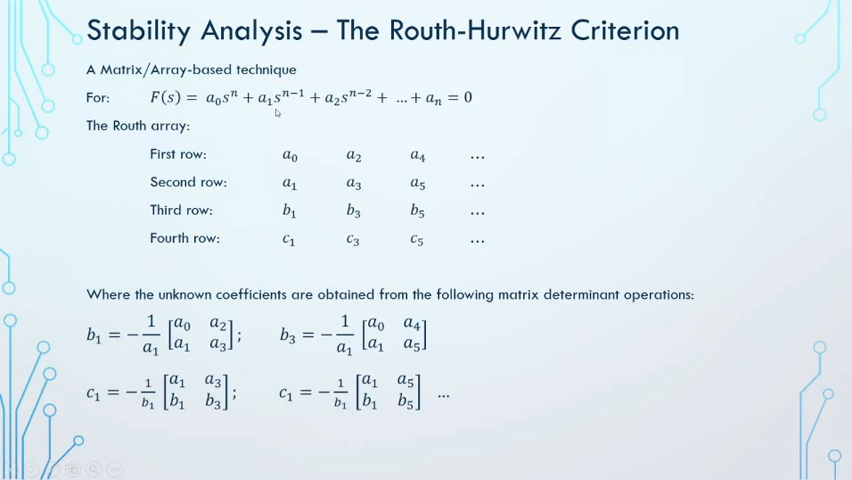 Stability Analysis – The Routh-Hurwitz Criterion
A Matrix/Array-based technique
For: F(s) = a₀sⁿ + a₁sⁿ⁻¹ + a₂sⁿ⁻² + … + aₙ = 0
The Routh array:
First row: a₀ a₂ a₄ …
Second row: a₁ a₃ a₅ …
Third row: b₁ b₃ b₅ …
Fourth row: c₁ c₃ c₅ …
Where the unknown coefficients are obtained from the following matrix determinant operations:
b₁ = −1/a₁ [a₀ a₂; a₁ a₃]; b₃ = −1/a₁ [a₀ a₄; a₁ a₅]
c₁ = −1/b₁ [a₁ a₃; b₁ b₃]; c₁ = −1/b₁ [a₁ a₅; b₁ b₅] …